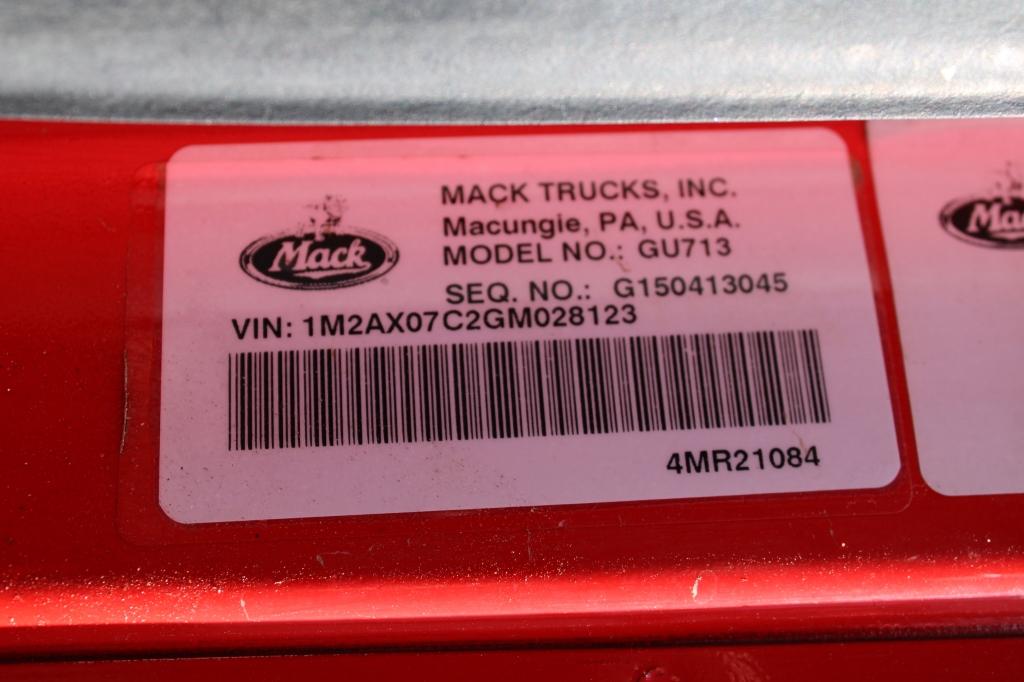 Mack
MACK TRUCKS, INC.
Macungie, PA, U.S.A.
MODEL NO.: GU713
SEQ. NO.: G150413045
VIN: 1M2AX07C2GM028123
4MR21084